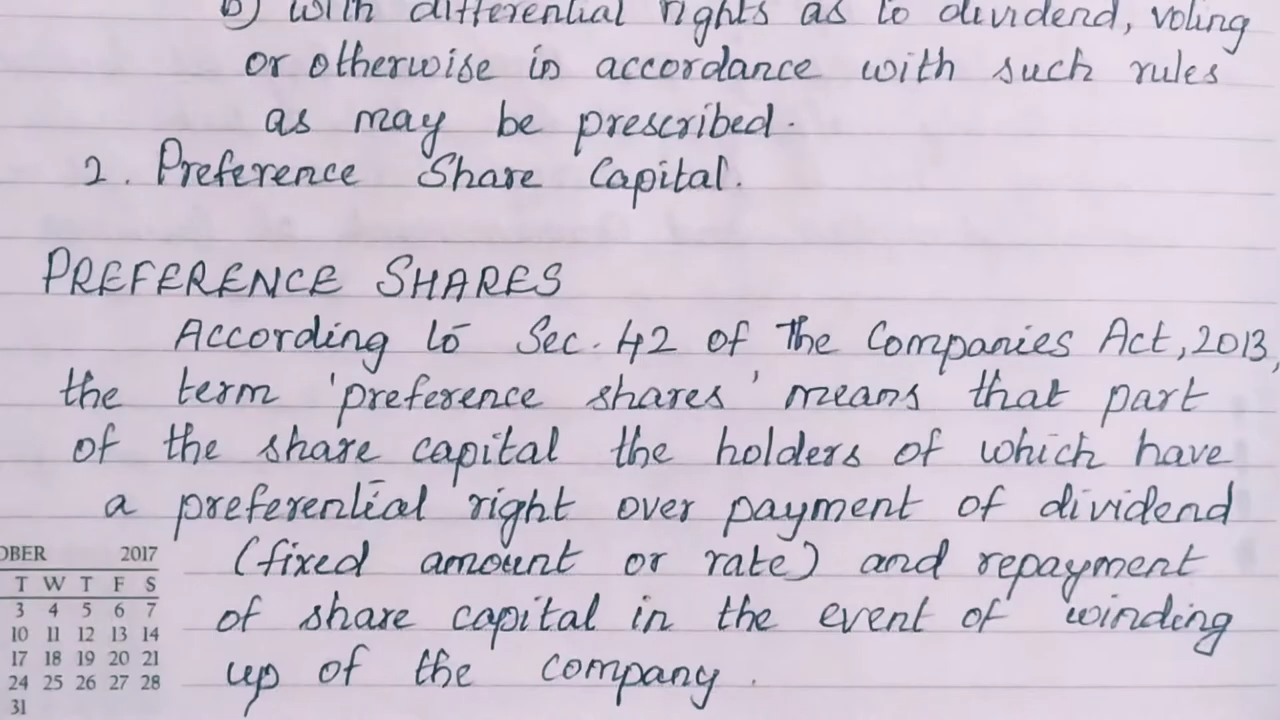 b) with differential rights as to dividend, voting
or otherwise in accordance with such rules
as may be prescribed.
2. Preference Share Capital.
PREFERENCE SHARES
According to Sec. 42 of the Companies Act, 2013,
the term 'preference shares' means that part
of the share capital the holders of which have
a preferential right over payment of dividend
(fixed amount or rate) and repayment
of share capital in the event of winding
up of the company.
OBER 2017
T W T F S
3 4 5 6 7
10 11 12 13 14
17 18 19 20 21
24 25 26 27 28
31